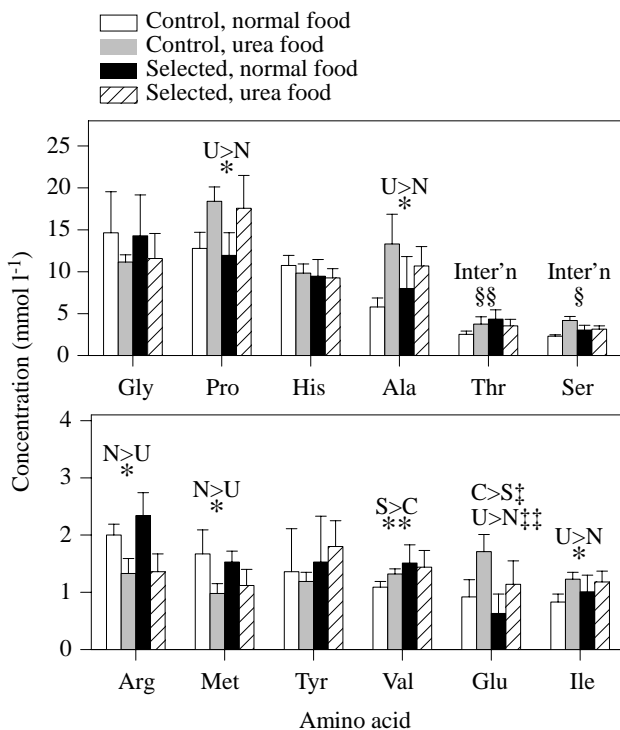 Control, normal food
Control, urea food
Selected, normal food
Selected, urea food
Concentration (mmol l-1)
25
20
15
10
5
0
U>N
*
U>N
*
Inter'n
§§
Inter'n
§
Gly Pro His Ala Thr Ser
4
3
2
1
0
N>U
*
N>U
*
S>C
**
C>S‡
U>N‡‡
U>N
*
Arg Met Tyr Val Glu Ile
Amino acid